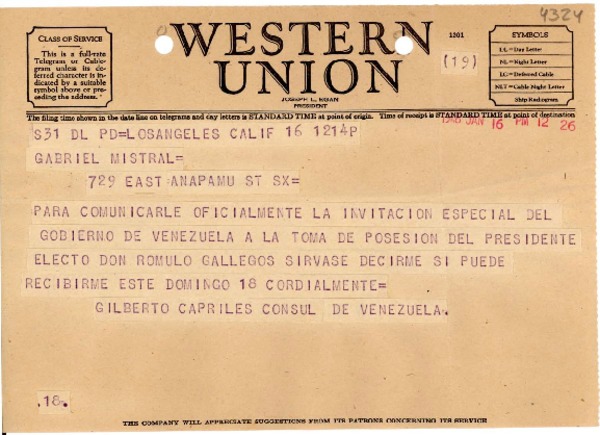 4324
CLASS OF SERVICE
This is a full-rate
Telegram or Cable-
gram unless its de-
ferred character is
indicated by a suitable
symbol above or pre-
ceding the address.
WESTERN
UNION
JOSEPH L. EGAN
PRESIDENT
1201
(19)
SYMBOLS
DL = Day Letter
NL = Night Letter
LC = Deferred Cable
NLT = Cable Night Letter
Ship Radiogram
The filing time shown in the date line on telegrams and day letters is STANDARD TIME at point of origin. Time of receipt is STANDARD TIME at point of destination
S31 DL PD=LOSANGELES CALIF 16 1214P
1948 JAN 16 PM 12 26
GABRIEL MISTRAL=
729 EAST ANAPAMU ST SX=
PARA COMUNICARLE OFICIALMENTE LA INVITACION ESPECIAL DEL
GOBIERNO DE VENEZUELA A LA TOMA DE POSESION DEL PRESIDENTE
ELECTO DON ROMULO GALLEGOS SIRVASE DECIRME SI PUEDE
RECIBIRME ESTE DOMINGO 18 CORDIALMENTE=
GILBERTO CAPRILES CONSUL DE VENEZUELA.
.18.
THE COMPANY WILL APPRECIATE SUGGESTIONS FROM ITS PATRONS CONCERNING ITS SERVICE